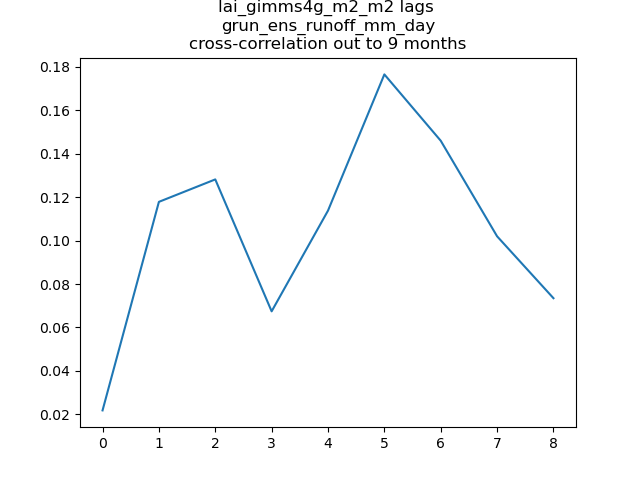 lai_gimms4g_m2_m2 lags
grun_ens_runoff_mm_day
cross-correlation out to 9 months
0.18
0.16
0.14
0.12
0.10
0.08
0.06
0.04
0.02
0 1 2 3 4 5 6 7 8